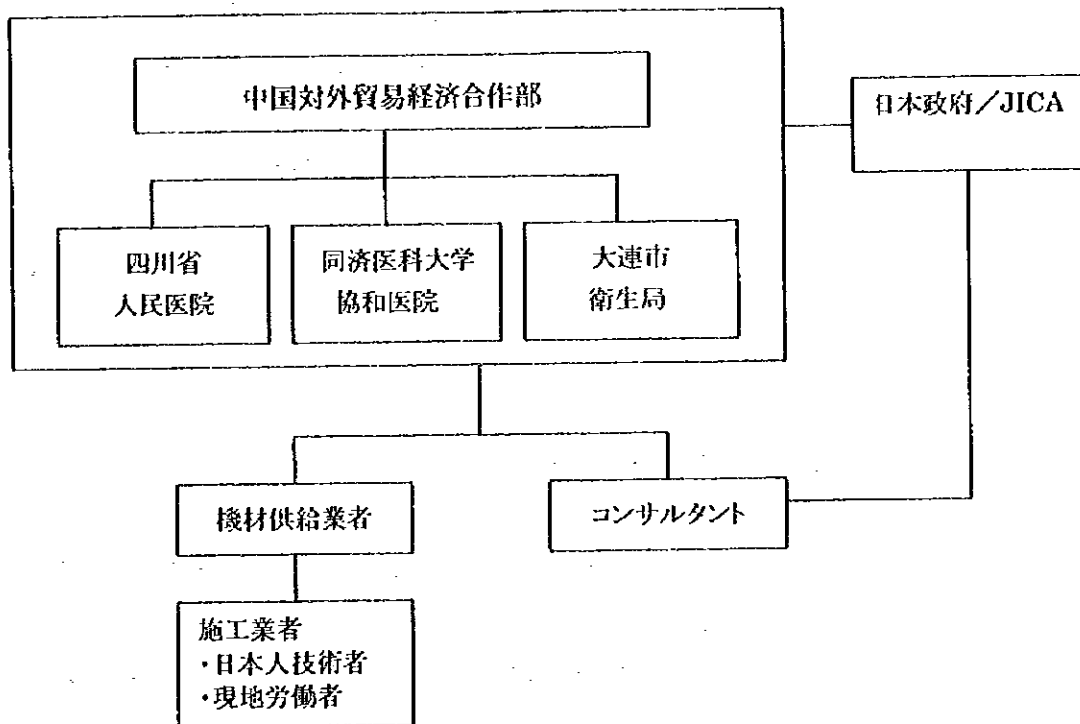 中国対外貿易経済合作部
日本政府/JICA
四川省
人民医院
同済医科大学
協和医院
大連市
衛生局
機材供給業者
コンサルタント
施工業者
・日本人技術者
・現地労働者